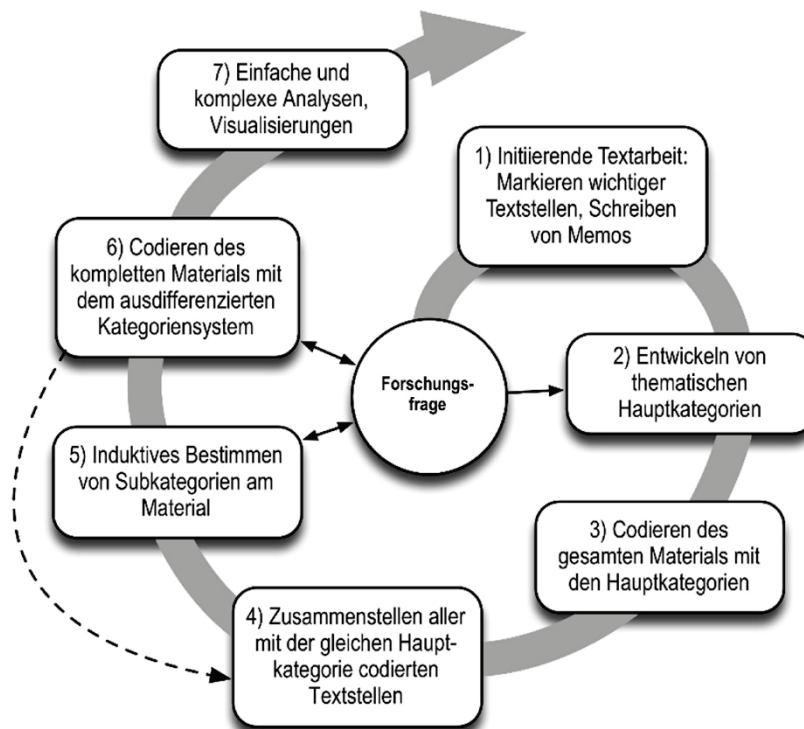 7) Einfache und
komplexe Analysen,
Visualisierungen
1) Initiierende Textarbeit:
Markieren wichtiger
Textstellen, Schreiben
von Memos
6) Codieren des
kompletten Materials mit
dem ausdifferenzierten
Kategoriensystem
Forschungs-
frage
2) Entwickeln von
thematischen
Hauptkategorien
5) Induktives Bestimmen
von Subkategorien am
Material
3) Codieren des
gesamten Materials mit
den Hauptkategorien
4) Zusammenstellen aller
mit der gleichen Haupt-
kategorie codierten
Textstellen